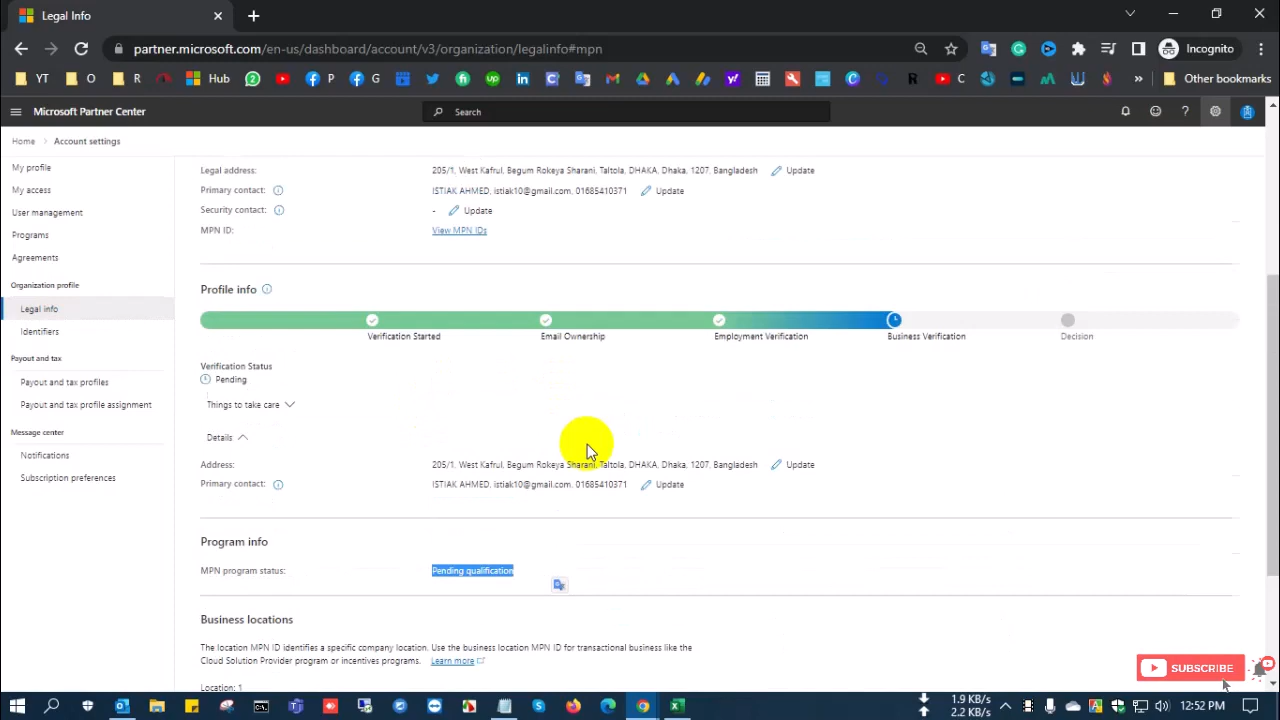 Legal Info
partner.microsoft.com/en-us/dashboard/account/v3/organization/legalinfo#mpn
Incognito
YT
O
R
Hub
P
G
C
Other bookmarks
Microsoft Partner Center
Search
Home > Account settings
My profile
My access
User management
Programs
Agreements
Organization profile
Legal info
Identifiers
Payout and tax
Payout and tax profiles
Payout and tax profile assignment
Message center
Notifications
Subscription preferences
Legal address: 205/1, West Kafrul, Begum Rokeya Sharani, Taltola, DHAKA, Dhaka, 1207, Bangladesh Update
Primary contact: ISTIAK AHMED, istiak10@gmail.com, 01685410371 Update
Security contact: - Update
MPN ID: View MPN IDs
Profile info
Verification Started
Email Ownership
Employment Verification
Business Verification
Decision
Verification Status
Pending
Things to take care
Details
Address: 205/1, West Kafrul, Begum Rokeya Sharani, Taltola, DHAKA, Dhaka, 1207, Bangladesh Update
Primary contact: ISTIAK AHMED, istiak10@gmail.com, 01685410371 Update
Program info
MPN program status: Pending qualification
Business locations
The location MPN ID identifies a specific company location. Use the business location MPN ID for transactional business like the
Cloud Solution Provider program or incentives programs. Learn more
Location: 1
SUBSCRIBE
1.9 KB/s
2.2 KB/s
12:52 PM